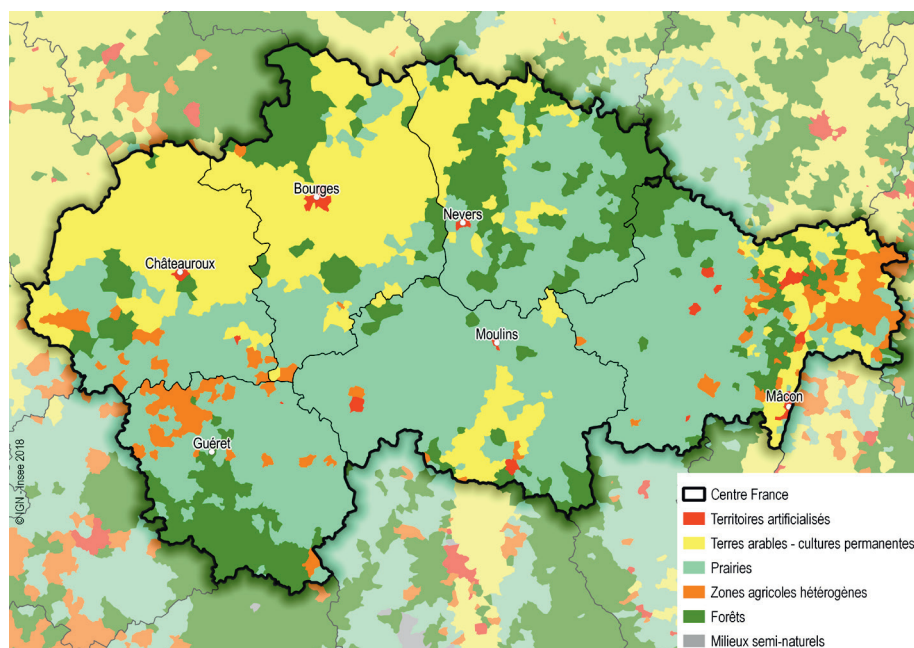 Bourges
Nevers
Châteauroux
Moulins
Mâcon
Guéret
©IGN - Insee 2018
Centre France
Territoires artificialisés
Terres arables - cultures permanentes
Prairies
Zones agricoles hétérogènes
Forêts
Milieux semi-naturels